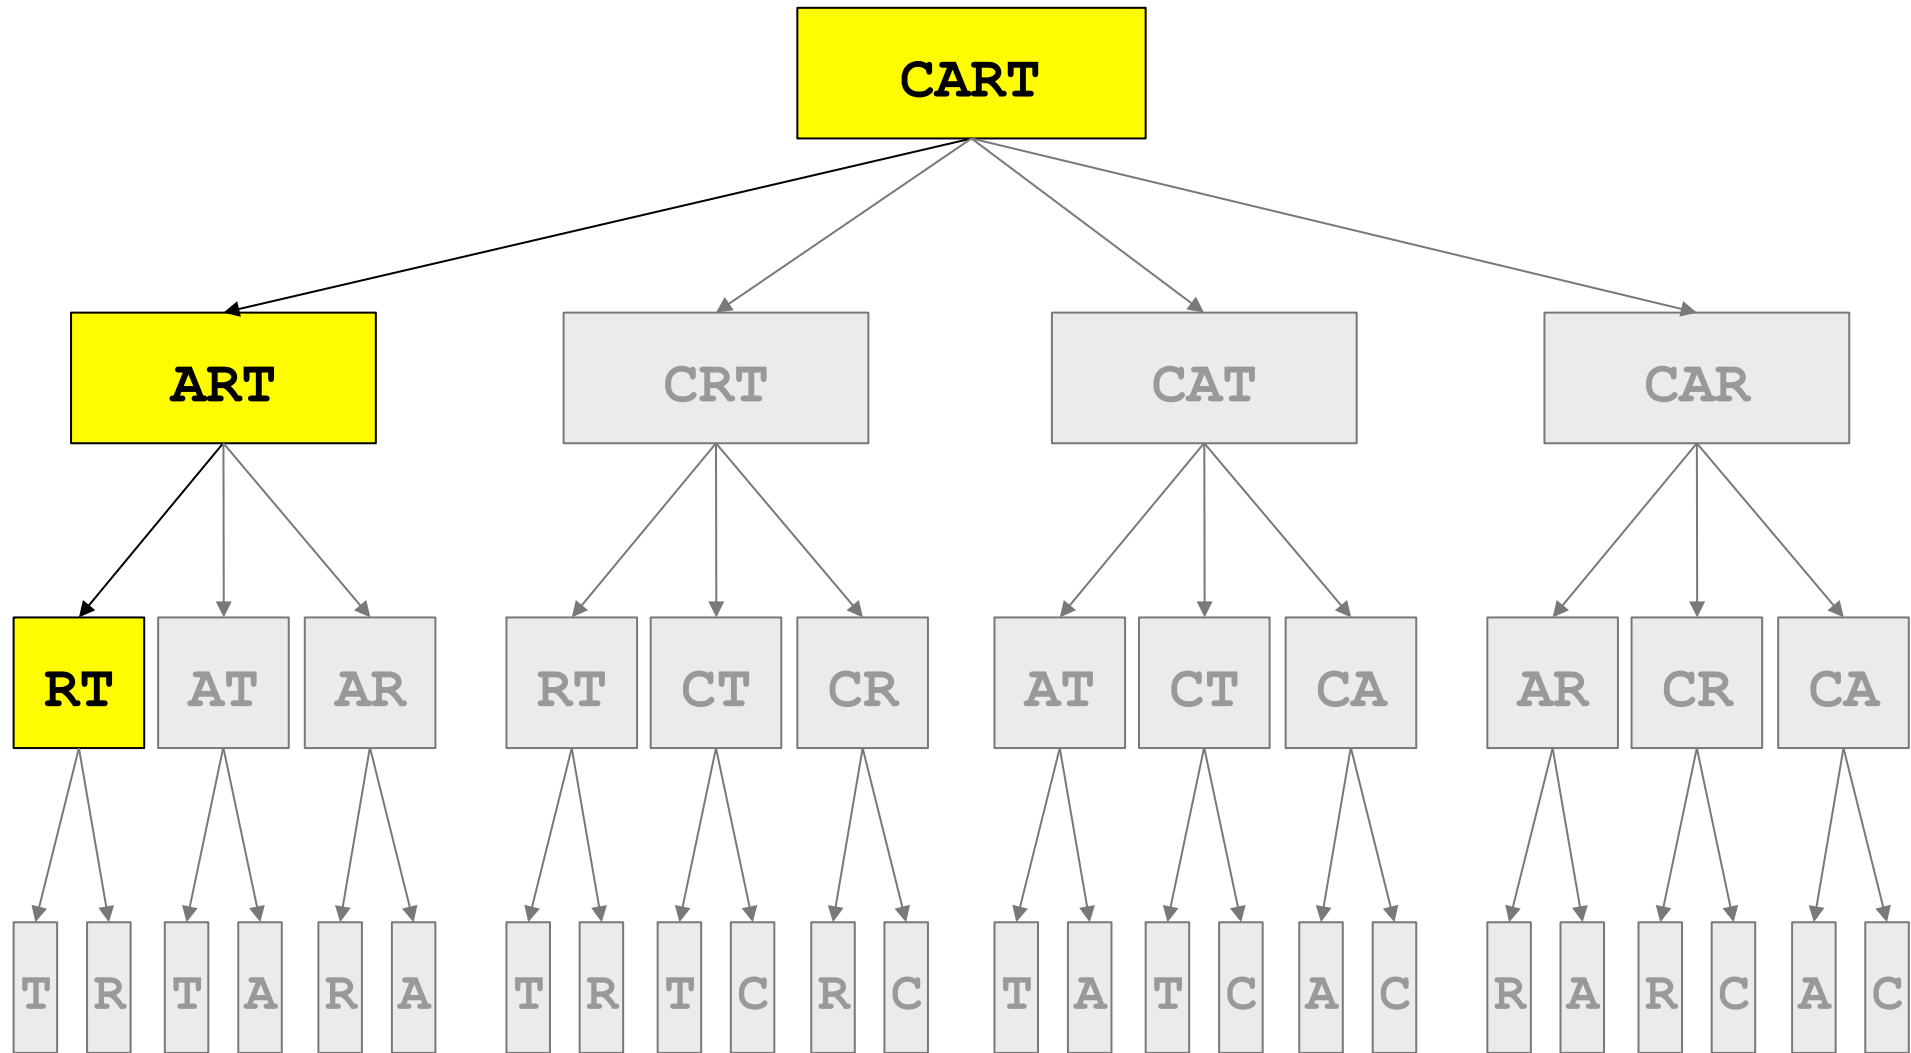 CART
ART CRT CAT CAR
RT AT AR RT CT CR AT CT CA AR CR CA
T R T A R A T R T C R C T A T C A C R A R C A C